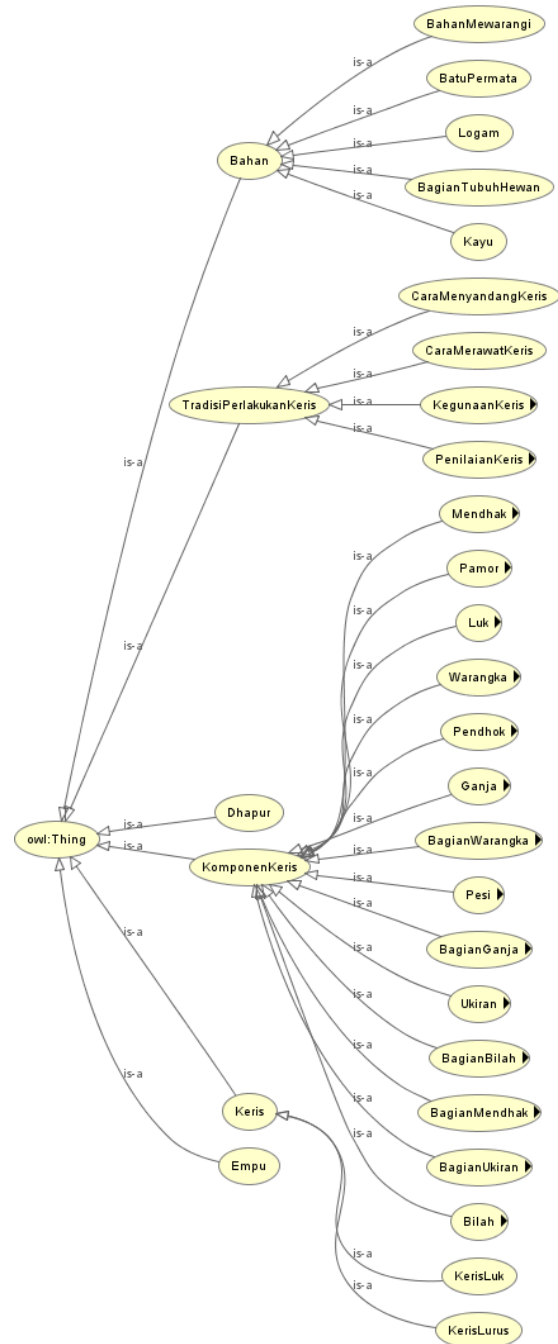 BahanMewarangi
is-a
BatuPermata
is-a
Logam
is-a
Bahan
is-a
BagianTubuhHewan
is-a
Kayu
CaraMenyandangKeris
is-a
CaraMerawatKeris
is-a
TradisiPerlakukanKeris
is-a
KegunaanKeris
is-a
PenilaianKeris
is-a
Mendhak
is-a
Pamor
is-a
Luk
is-a
is-a
Warangka
is-a
Pendhok
is-a
Ganja
Dhapur
is-a
is-a
owl:Thing
is-a
BagianWarangka
is-a
KomponenKeris
is-a
Pesi
is-a
BagianGanja
is-a
is-a
Ukiran
is-a
BagianBilah
is-a
is-a
Keris
BagianMendhak
is-a
Empu
BagianUkiran
is-a
Bilah
is-a
KerisLuk
is-a
KerisLurus